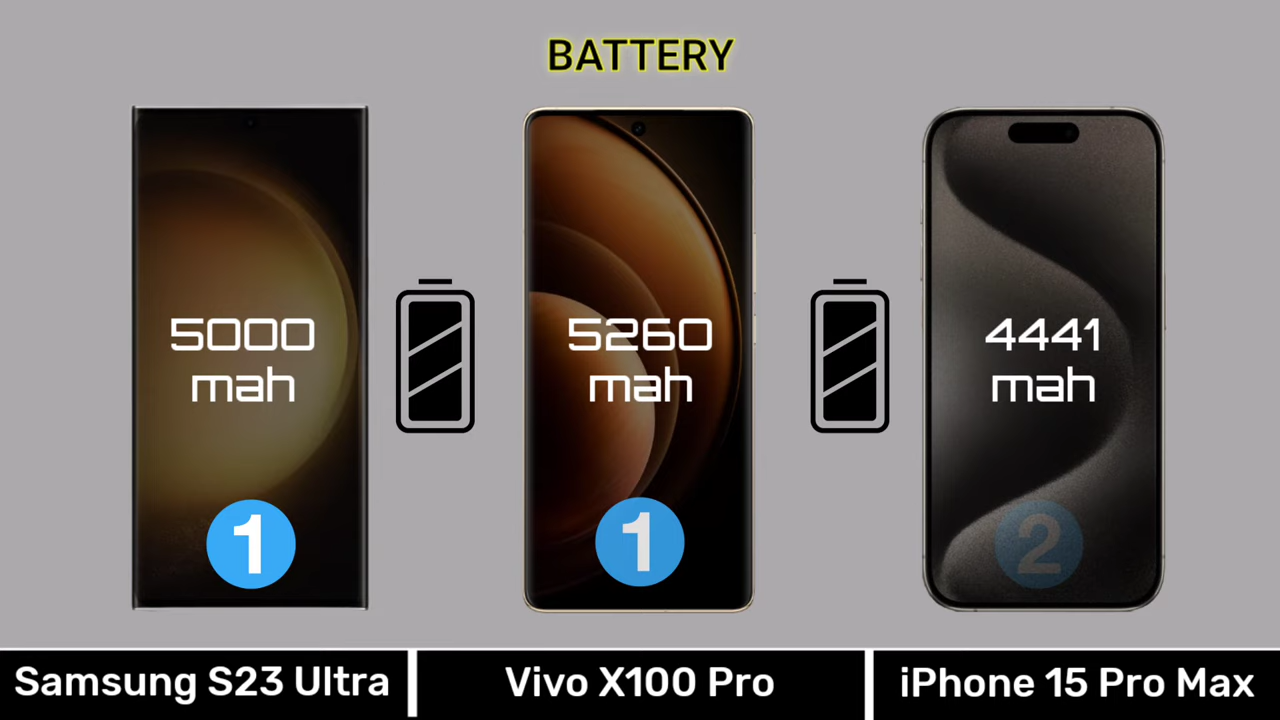 BATTERY
5000
mah
1
5260
mah
1
4441
mah
2
Samsung S23 Ultra
Vivo X100 Pro
iPhone 15 Pro Max